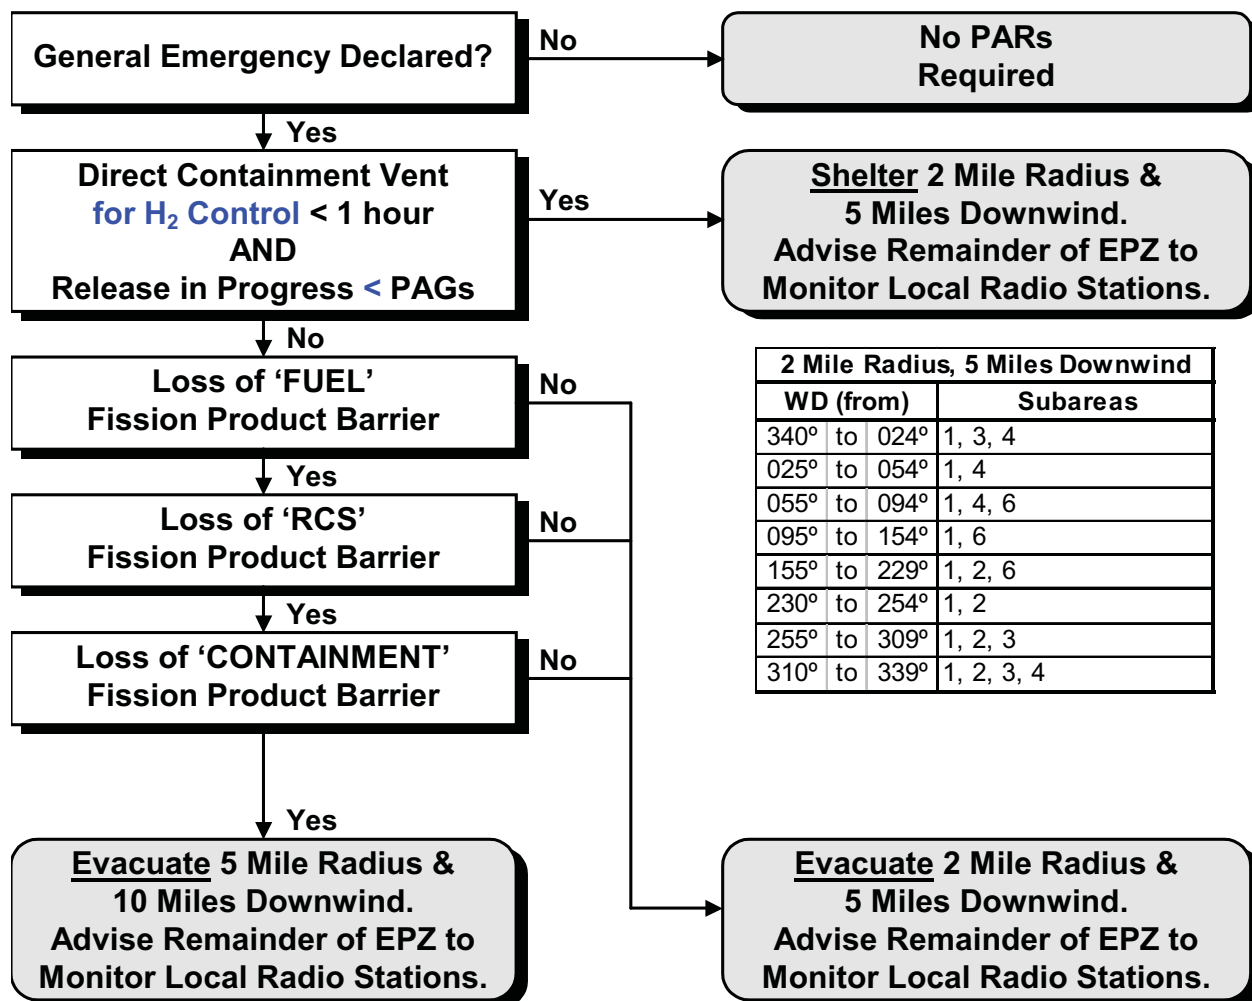 General Emergency Declared?
No
No PARs
Required
Yes
Direct Containment Vent
for H₂ Control < 1 hour
AND
Release in Progress < PAGs
Yes
Shelter 2 Mile Radius &
5 Miles Downwind.
Advise Remainder of EPZ to
Monitor Local Radio Stations.
No
Loss of ‘FUEL’
Fission Product Barrier
No
Yes
Loss of ‘RCS’
Fission Product Barrier
No
Yes
Loss of ‘CONTAINMENT’
Fission Product Barrier
No
2 Mile Radius, 5 Miles Downwind
WD (from) Subareas
340º to 024º 1, 3, 4
025º to 054º 1, 4
055º to 094º 1, 4, 6
095º to 154º 1, 6
155º to 229º 1, 2, 6
230º to 254º 1, 2
255º to 309º 1, 2, 3
310º to 339º 1, 2, 3, 4
Yes
Evacuate 5 Mile Radius &
10 Miles Downwind.
Advise Remainder of EPZ to
Monitor Local Radio Stations.
Evacuate 2 Mile Radius &
5 Miles Downwind.
Advise Remainder of EPZ to
Monitor Local Radio Stations.